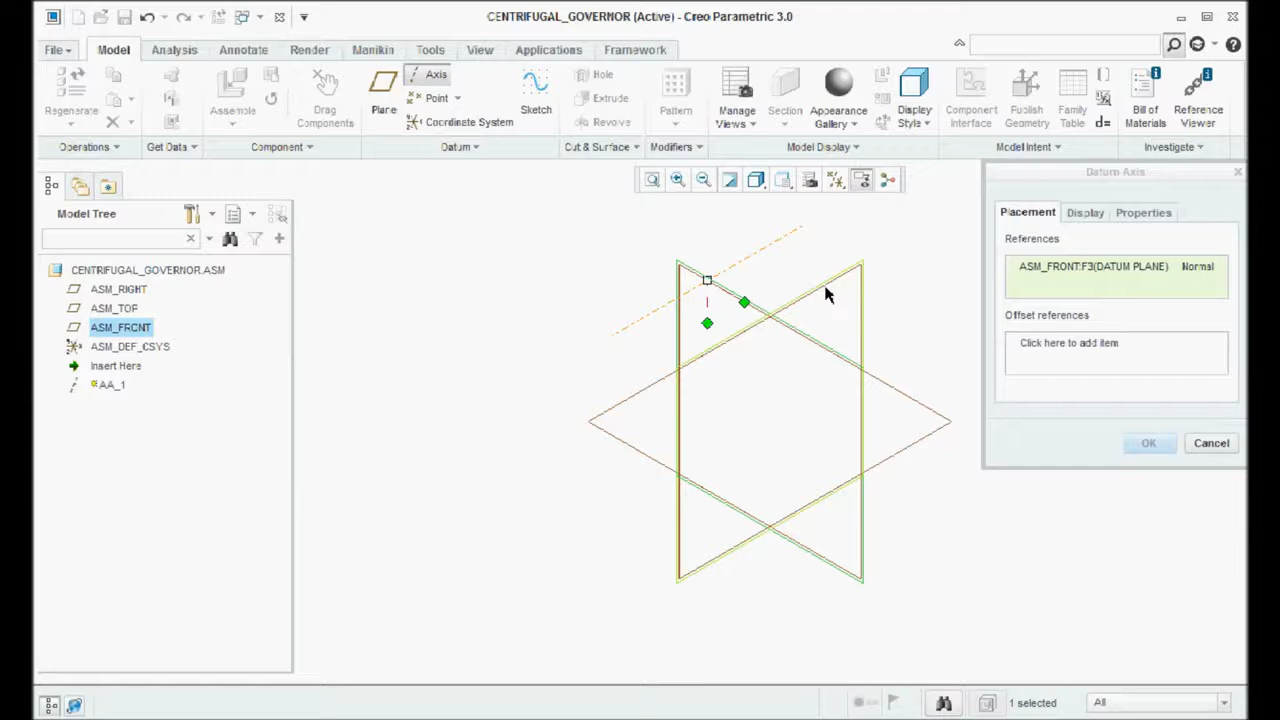 CENTRIFUGAL_GOVERNOR (Active) - Creo Parametric 3.0
File Model Analysis Annotate Render Manikin Tools View Applications Framework
Regenerate
Assemble
Drag Components
Plane
Axis
Point
Coordinate System
Sketch
Hole
Extrude
Revolve
Pattern
Manage Views
Section
Appearance Gallery
Display Style
Component Interface
Publish Geometry
Family Table
d=
Bill of Materials
Reference Viewer
Operations Get Data Component Datum Cut & Surface Modifiers Model Display Model Intent Investigate
Model Tree
CENTRIFUGAL_GOVERNOR.ASM
ASM_RIGHT
ASM_TOP
ASM_FRONT
ASM_DEF_CSYS
Insert Here
AA_1
Datum Axis
Placement Display Properties
References
ASM_FRONT:F3(DATUM PLANE) Normal
Offset references
Click here to add item
OK Cancel
1 selected
All